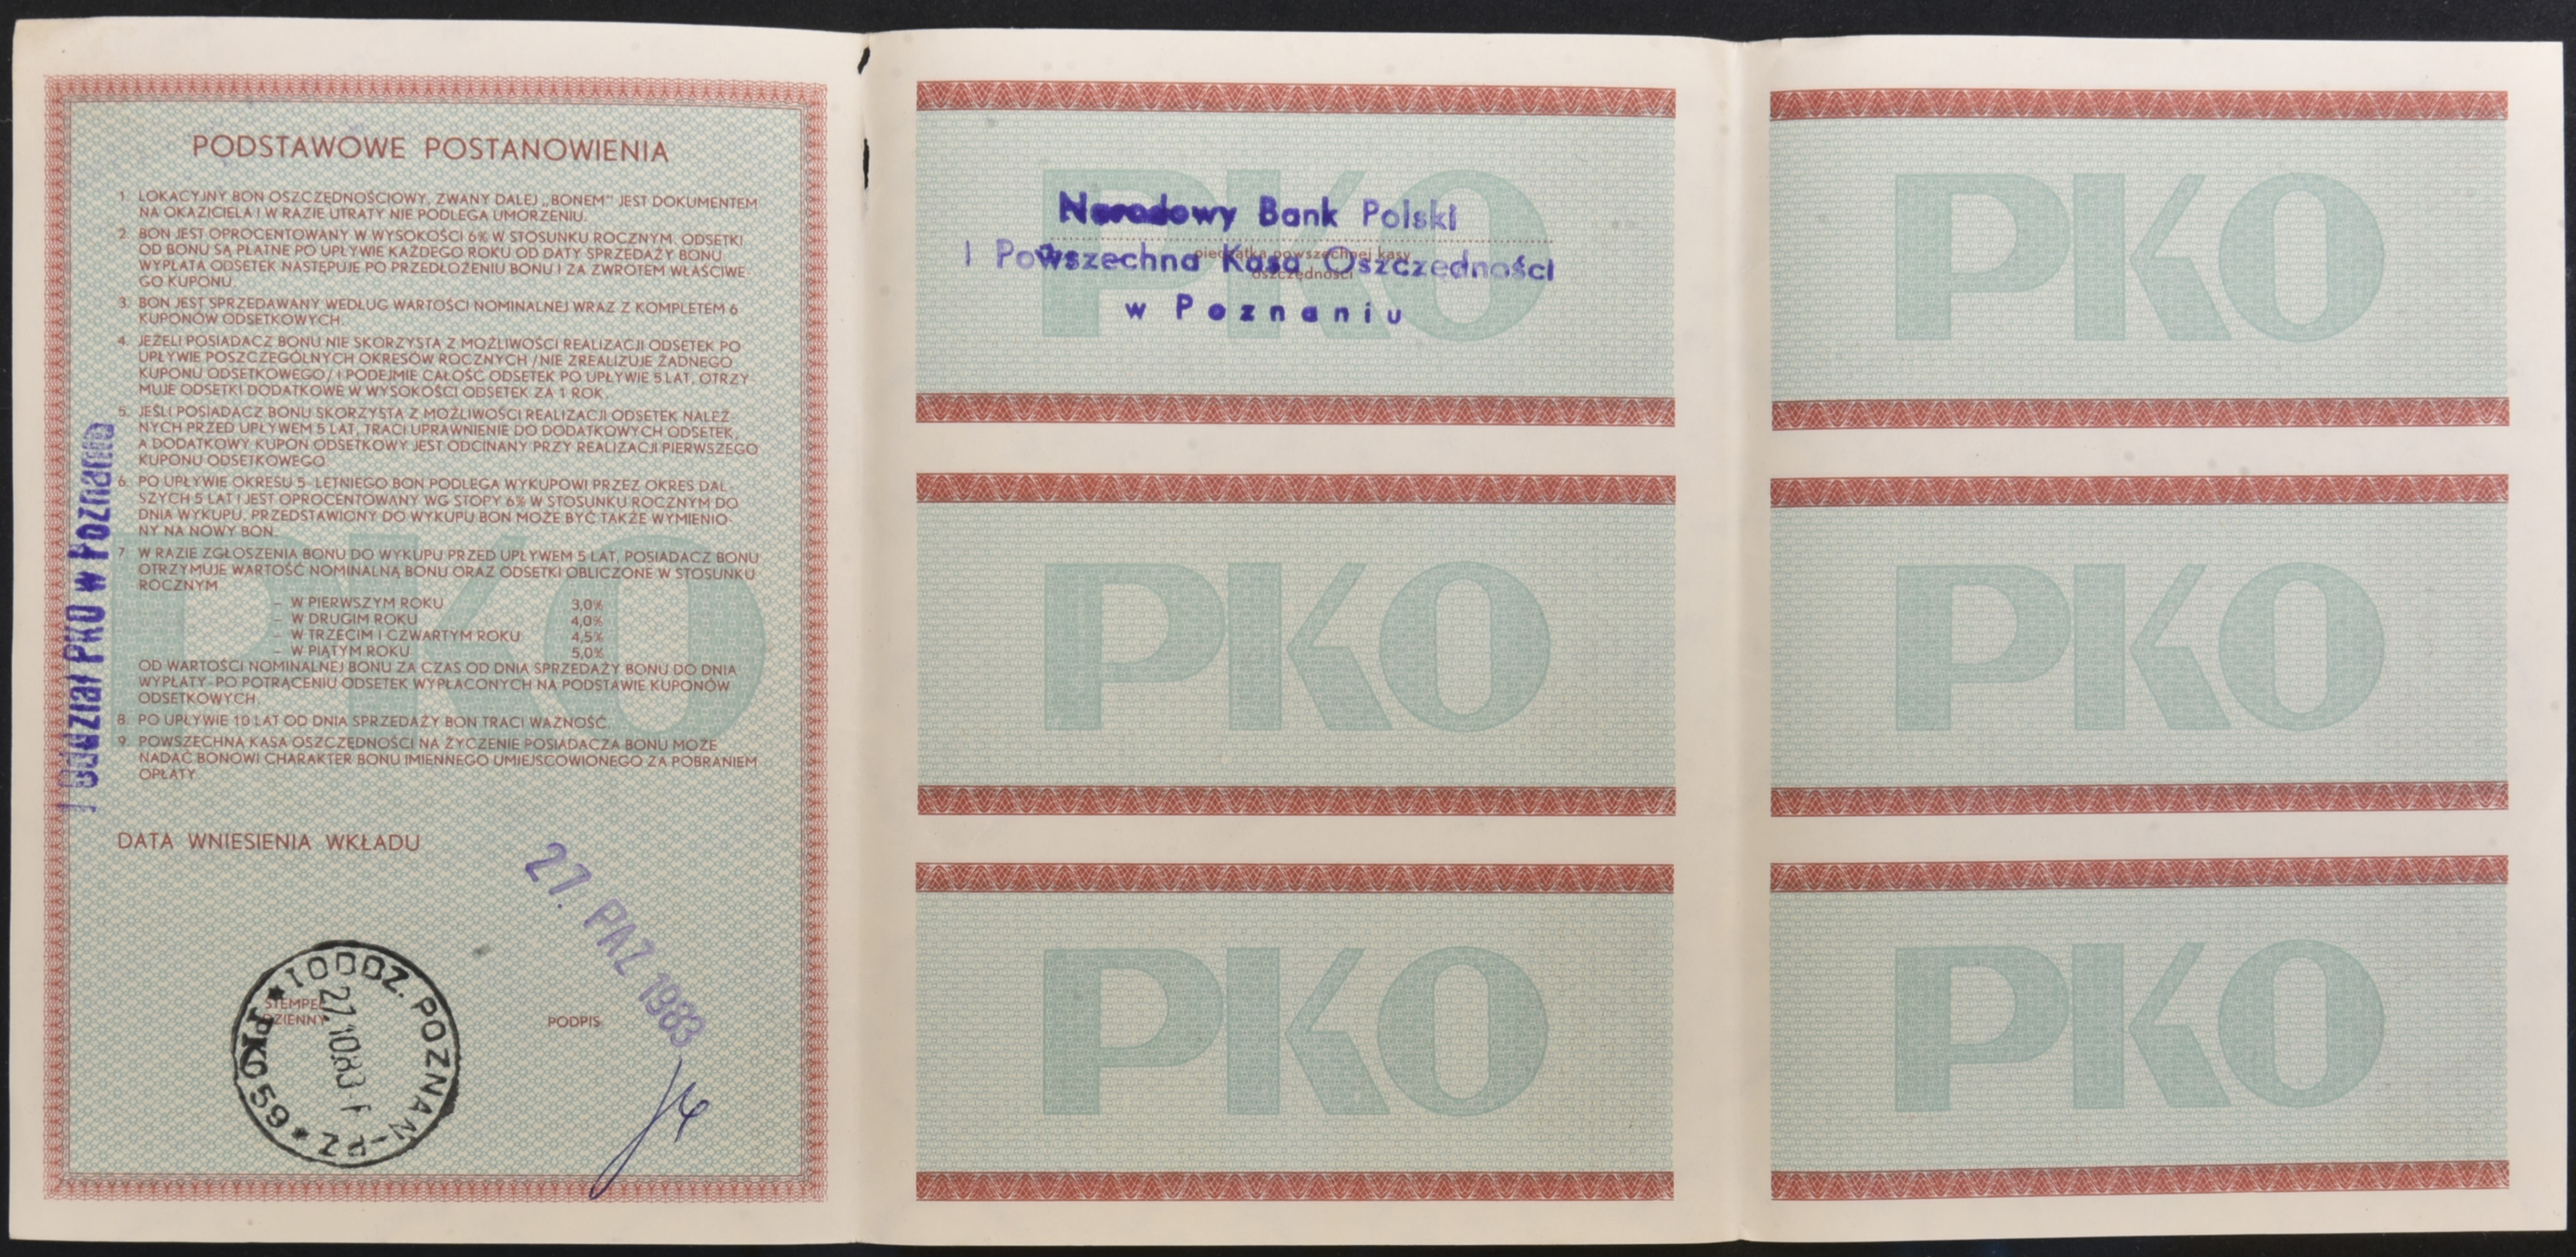 PODSTAWOWE POSTANOWIENIA
1. LOKACYJNY BON OSZCZĘDNOŚCIOWY, ZWANY DALEJ „BONEM” JEST DOKUMENTEM
NA OKAZICIELA I W RAZIE UTRATY NIE PODLEGA UMORZENIU.
2. BON JEST OPROCENTOWANY W WYSOKOŚCI 6% W STOSUNKU ROCZNYM. ODSETKI
OD BONU SĄ PŁATNE PO UPŁYWIE KAŻDEGO ROKU OD DATY SPRZEDAŻY BONU
WYPŁATA ODSETEK NASTĘPUJE PO PRZEDŁOŻENIU BONU I ZA ZWROTEM WŁAŚCIWE-
GO KUPONU.
3. BON JEST SPRZEDAWANY WEDŁUG WARTOŚCI NOMINALNEJ WRAZ Z KOMPLETEM 6
KUPONÓW ODSETKOWYCH.
4. JEŻELI POSIADACZ BONU NIE SKORZYSTA Z MOŻLIWOŚCI REALIZACJI ODSETEK PO
UPŁYWIE POSZCZEGÓLNYCH OKRESÓW ROCZNYCH /NIE ZREALIZUJE ŻADNEGO
KUPONU ODSETKOWEGO/ I PODEJMIE CAŁOŚĆ ODSETEK PO UPŁYWIE 5 LAT, OTRZY
MUJE ODSETKI DODATKOWE W WYSOKOŚCI ODSETEK ZA 1 ROK.
5. JEŚLI POSIADACZ BONU SKORZYSTA Z MOŻLIWOŚCI REALIZACJI ODSETEK NALEŻ
NYCH PRZED UPŁYWEM 5 LAT, TRACI UPRAWNIENIE DO DODATKOWYCH ODSETEK,
A DODATKOWY KUPON ODSETKOWY JEST ODCINANY PRZY REALIZACJI PIERWSZEGO
KUPONU ODSETKOWEGO
6. PO UPŁYWIE OKRESU 5- LETNIEGO BON PODLEGA WYKUPOWI PRZEZ OKRES DAL-
SZYCH 5 LAT I JEST OPROCENTOWANY WG STOPY 6% W STOSUNKU ROCZNYM DO
DNIA WYKUPU. PRZEDSTAWIONY DO WYKUPU BON MOŻE BYĆ TAKŻE WYMIENIO-
NY NA NOWY BON.
7. W RAZIE ZGŁOSZENIA BONU DO WYKUPU PRZED UPŁYWEM 5 LAT, POSIADACZ BONU
OTRZYMUJE WARTOŚĆ NOMINALNĄ BONU ORAZ ODSETKI OBLICZONE W STOSUNKU
ROCZNYM
– W PIERWSZYM ROKU 3,0%
– W DRUGIM ROKU 4,0%
– W TRZECIM I CZWARTYM ROKU 4,5%
– W PIĄTYM ROKU 5,0%
OD WARTOŚCI NOMINALNEJ BONU ZA CZAS OD DNIA SPRZEDAŻY BONU DO DNIA
WYPŁATY- PO POTRĄCENIU ODSETEK WYPŁACONYCH NA PODSTAWIE KUPONÓW
ODSETKOWYCH.
8. PO UPŁYWIE 10 LAT OD DNIA SPRZEDAŻY BON TRACI WAŻNOŚĆ.
9. POWSZECHNA KASA OSZCZĘDNOŚCI NA ŻYCZENIE POSIADACZA BONU MOŻE
NADAĆ BONOWI CHARAKTER BONU IMIENNEGO UMIEJSCOWIONEGO ZA POBRANIEM
OPŁATY
PKO
I Oddział PKO w Poznaniu
DATA WNIESIENIA WKŁADU
27. PAŹ 1983
STEMPEL
DZIENNY
PODPIS
* I ODDZ. POZNAŃ-PZ * PKO 59
27.10.83-F
Narodowy Bank Polski
pieczątka powszechnej kasy
oszczędności
I Powszechna Kasa Oszczędności
w Poznaniu
PKO
PKO
PKO
PKO
PKO
PKO